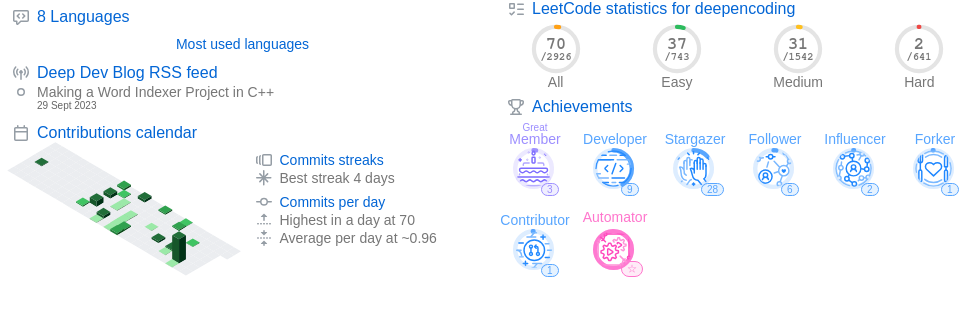 8 Languages
Most used languages
Deep Dev Blog RSS feed
Making a Word Indexer Project in C++
29 Sept 2023
Contributions calendar
Commits streaks
Best streak 4 days
Commits per day
Highest in a day at 70
Average per day at ~0.96
LeetCode statistics for deepencoding
70 37 31 2
/2926 /743 /1542 /641
All Easy Medium Hard
Achievements
Great
Member Developer Stargazer Follower Influencer Forker
3 9 28 6 2 1
Contributor Automator
1